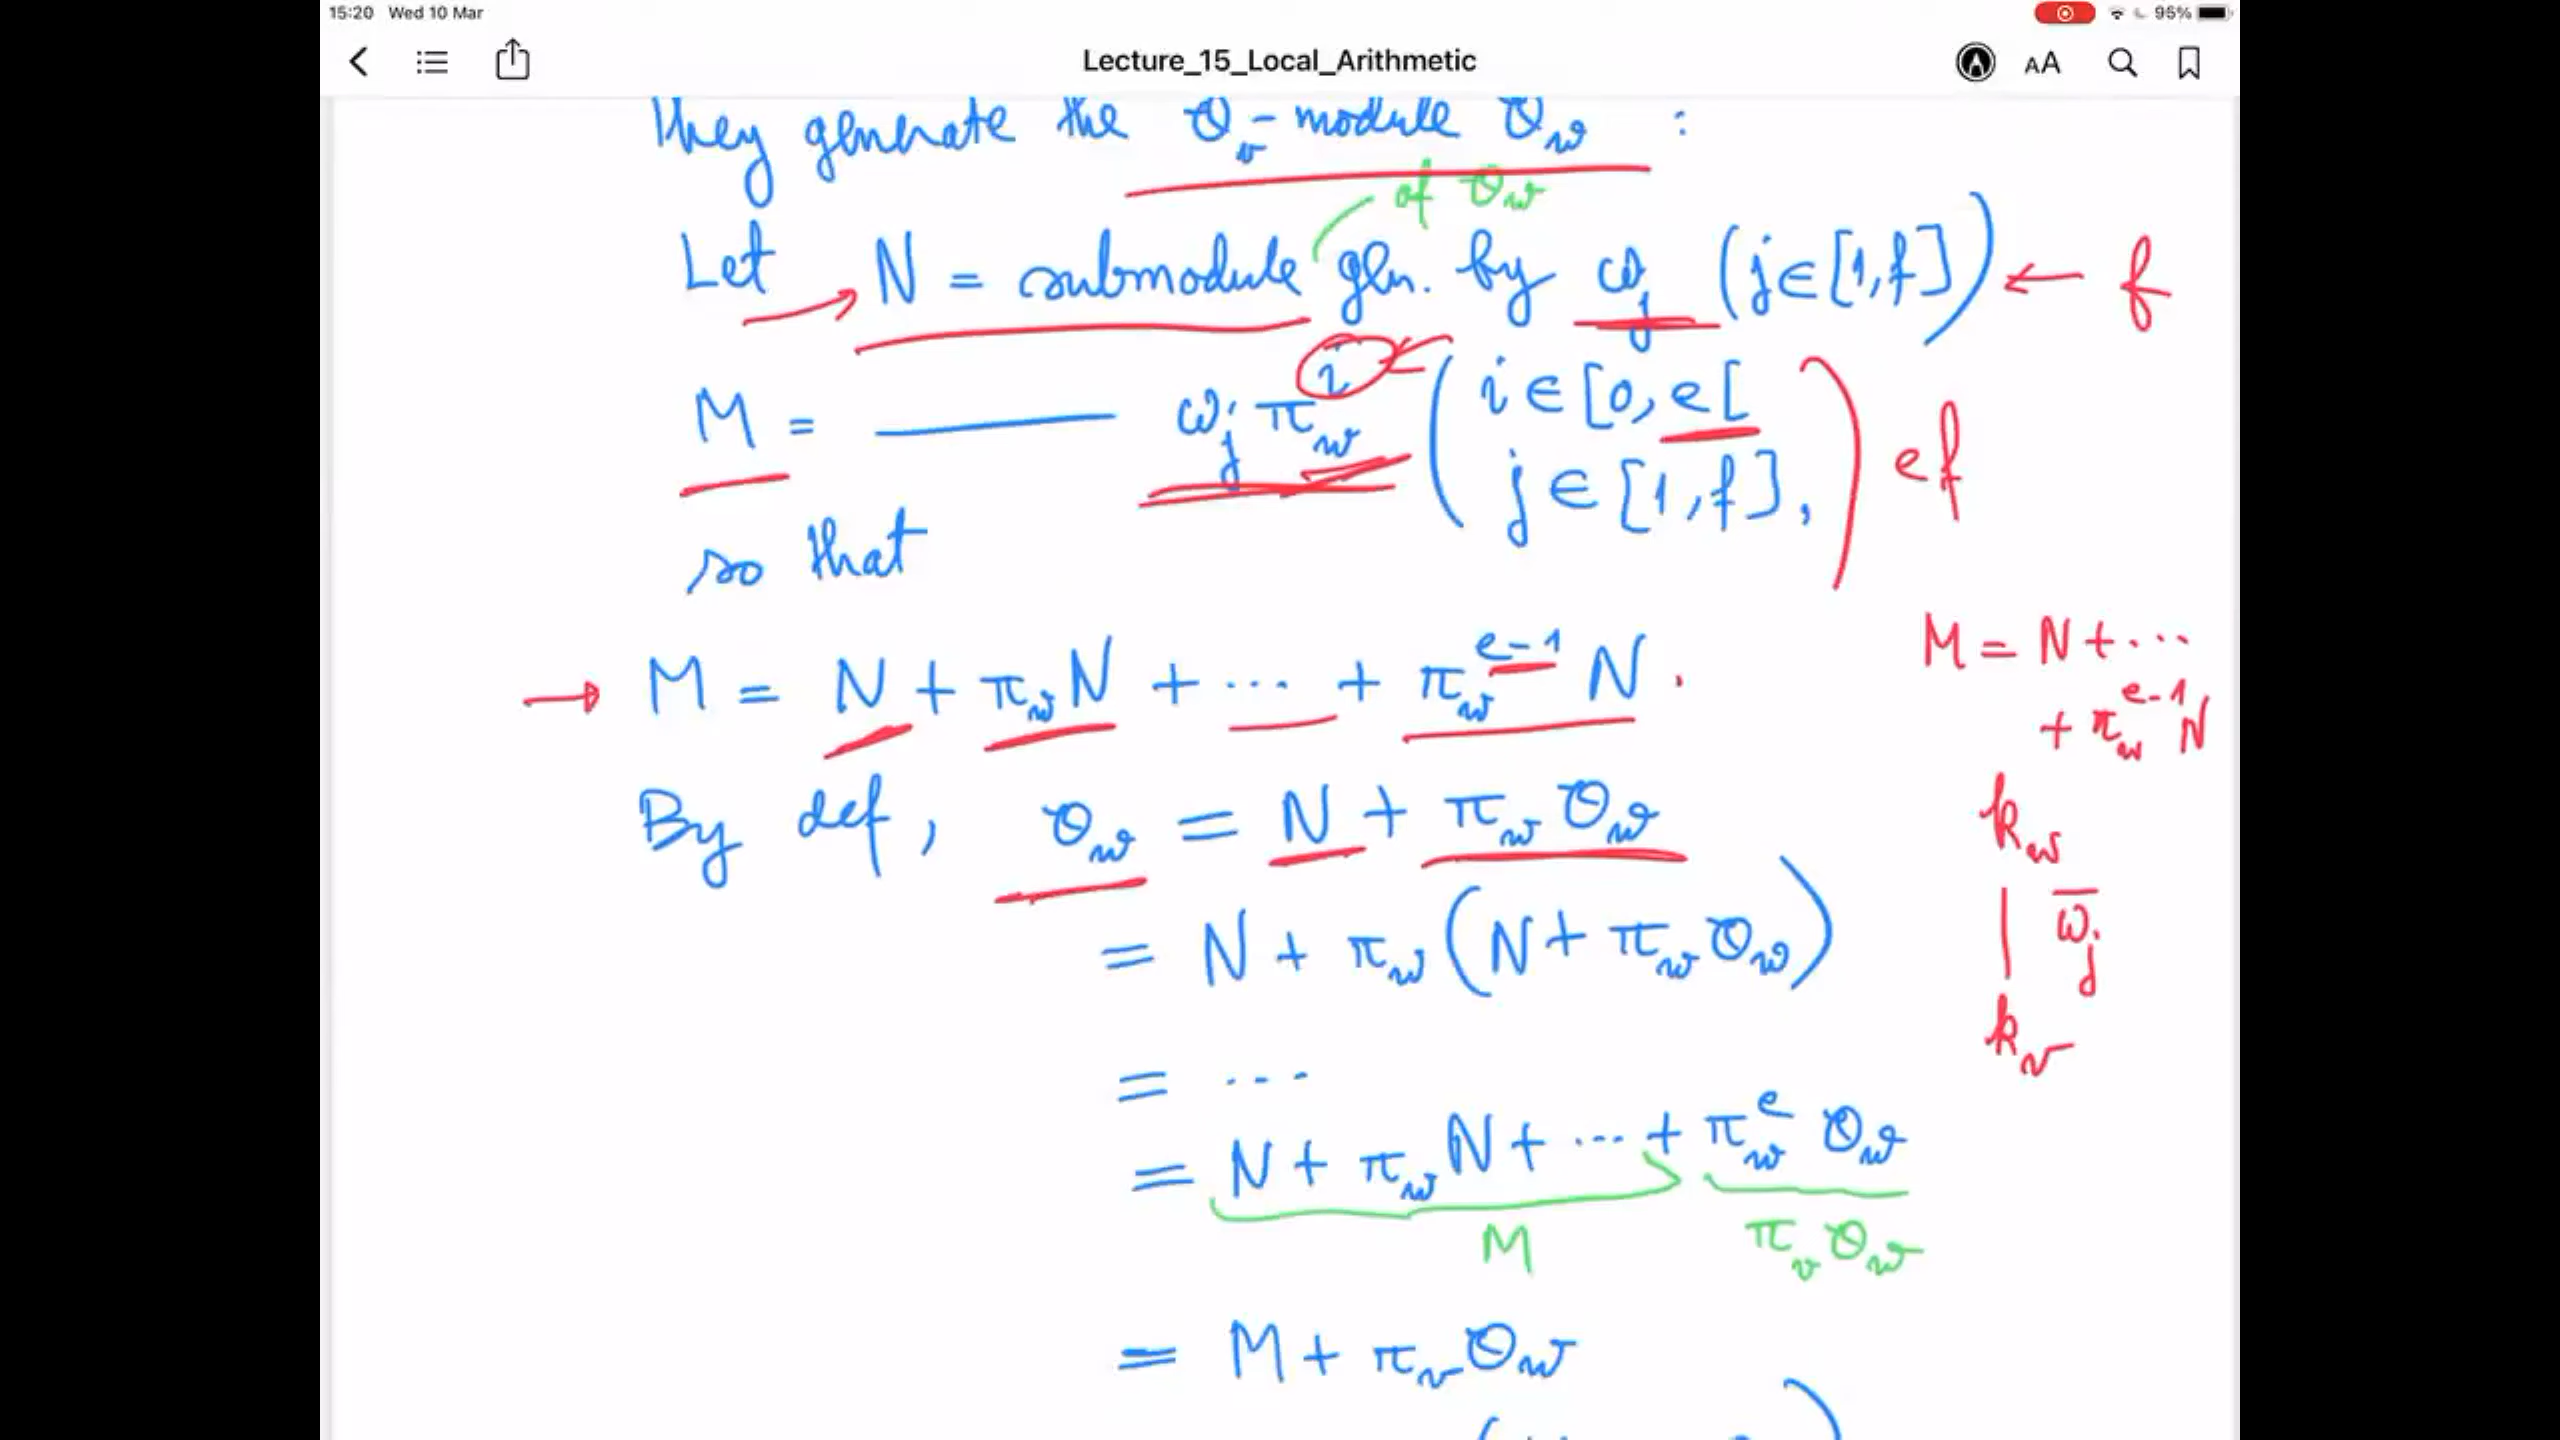 15:20 Wed 10 Mar 95%
Lecture_15_Local_Arithmetic
AA
They generate the 𝒪_v-module 𝒪_w :
of 𝒪_w
Let → N = submodule gen. by ω_j (j∈[1,f]) ← f
M = —— ω_j π_w^i (i∈[0,e[
j∈[1,f],) ef
so that
→ M = N + π_w N + ... + π_w^{e-1} N.
M = N + ...
+ π_w^{e-1} N
By def, 𝒪_w = N + π_w 𝒪_w
k_w
= N + π_w (N + π_w 𝒪_w)
| ω̄_j
k_v
= ...
= N + π_w N + ... + π_w^e 𝒪_w
M π_v 𝒪_w
= M + π_v 𝒪_w